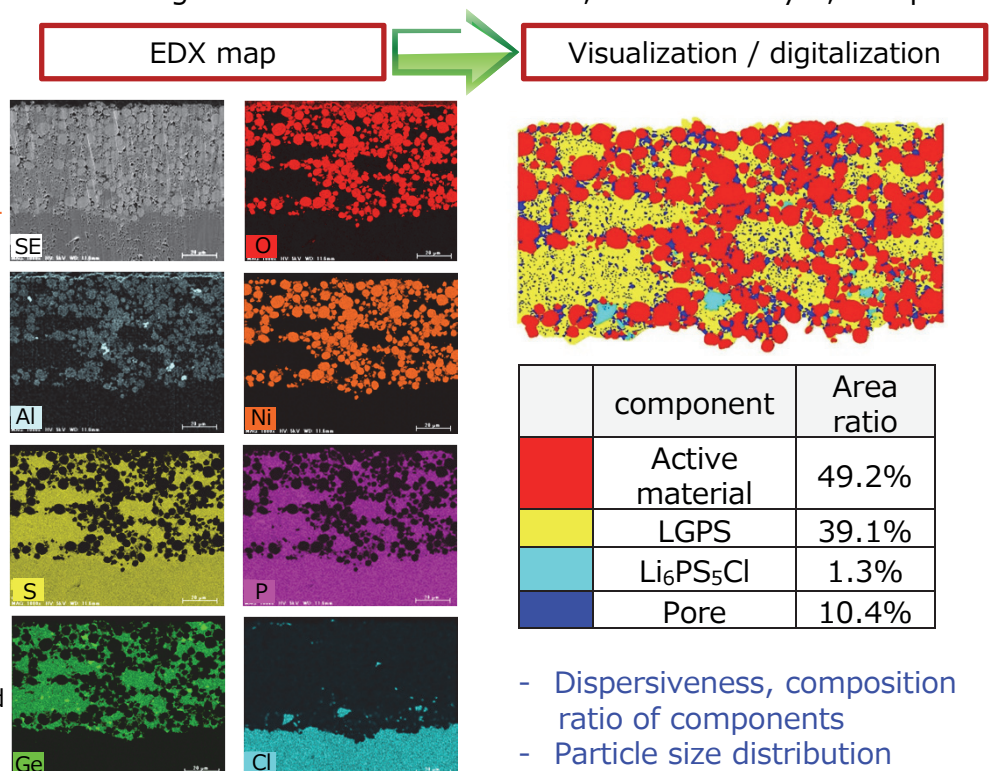 EDX map
Visualization / digitalization
SE
O
Al
Ni
S
P
Ge
Cl
component
Area
ratio
Active
material
49.2%
LGPS
39.1%
Li₆PS₅Cl
1.3%
Pore
10.4%
- Dispersiveness, composition
ratio of components
- Particle size distribution